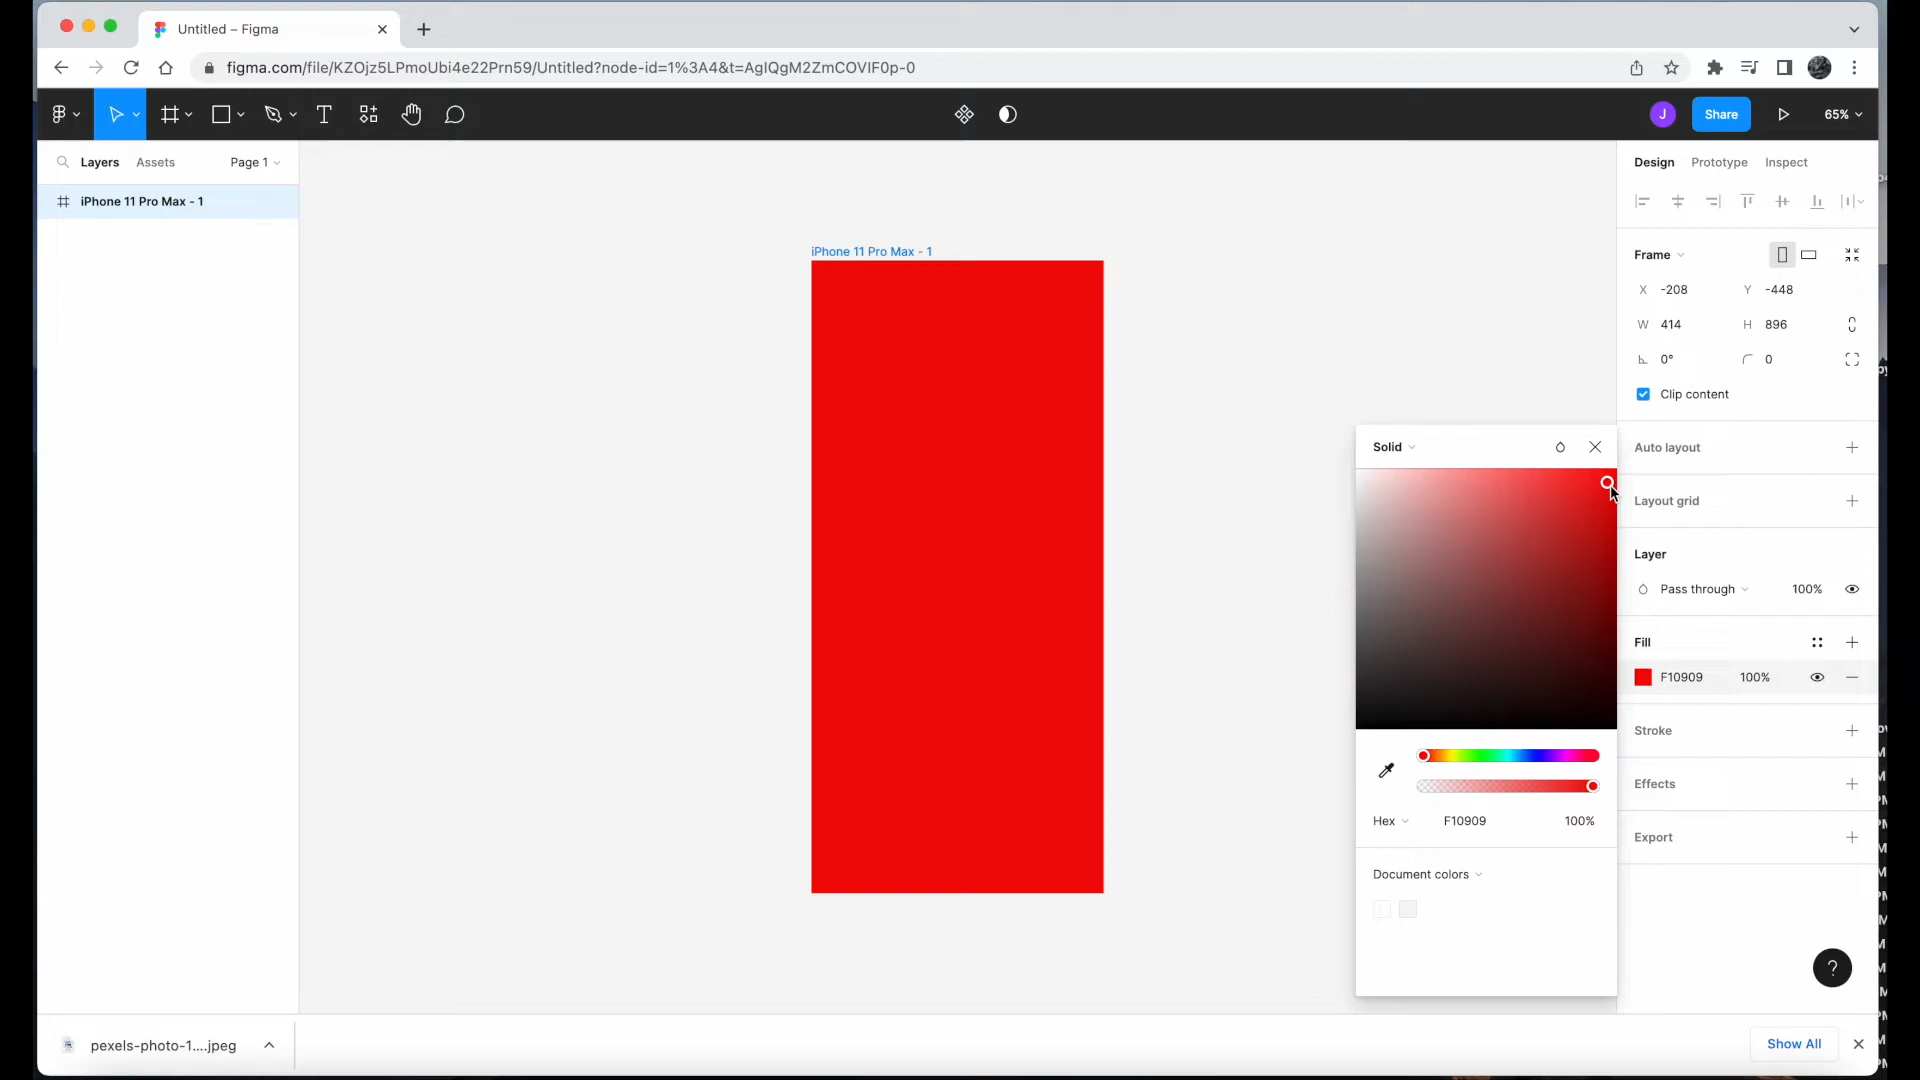 Untitled – Figma
figma.com/file/KZOjz5LPmoUbi4e22Prn59/Untitled?node-id=1%3A4&t=AgIQgM2ZmCOVIF0p-0
J
Share
65%
Layers
Assets
Page 1
Design
Prototype
Inspect
iPhone 11 Pro Max - 1
iPhone 11 Pro Max - 1
Frame
X -208
Y -448
W 414
H 896
0°
0
Clip content
Solid
Auto layout
Layout grid
Layer
Pass through
100%
Fill
F10909
100%
Stroke
Effects
Hex
F10909
100%
Export
Document colors
?
pexels-photo-1....jpeg
Show All